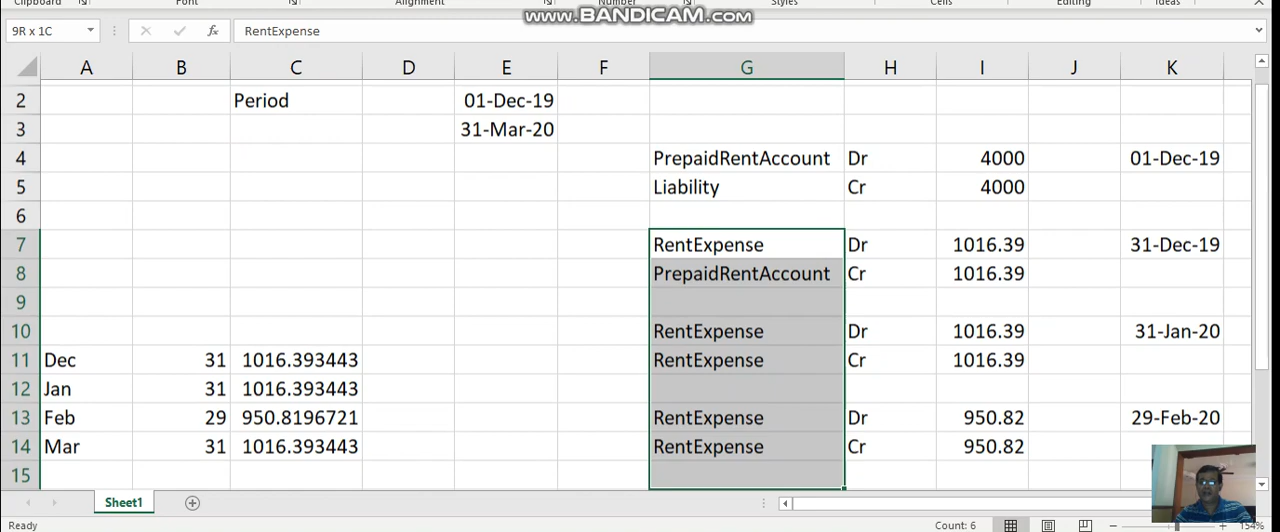 Clipboard Font Alignment Number Styles Cells Editing Ideas
www.BANDICAM.com
9R x 1C fx RentExpense
A B C D E F G H I J K
2 Period 01-Dec-19
3 31-Mar-20
4 PrepaidRentAccount Dr 4000 01-Dec-19
5 Liability Cr 4000
6
7 RentExpense Dr 1016.39 31-Dec-19
8 PrepaidRentAccount Cr 1016.39
9
10 RentExpense Dr 1016.39 31-Jan-20
11 Dec 31 1016.393443 RentExpense Cr 1016.39
12 Jan 31 1016.393443
13 Feb 29 950.8196721 RentExpense Dr 950.82 29-Feb-20
14 Mar 31 1016.393443 RentExpense Cr 950.82
15
Sheet1
Ready Count: 6 154%